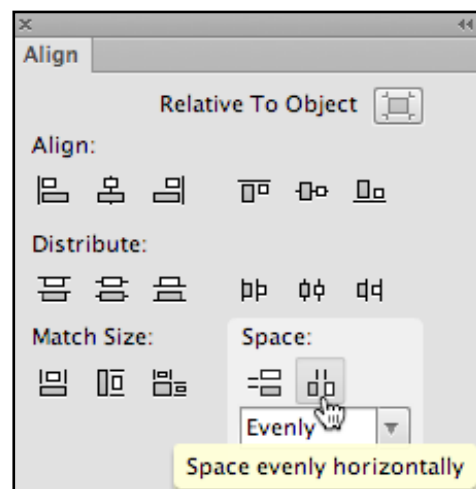 Align
Relative To Object
Align:
Distribute:
Match Size:
Space:
Evenly
Space evenly horizontally